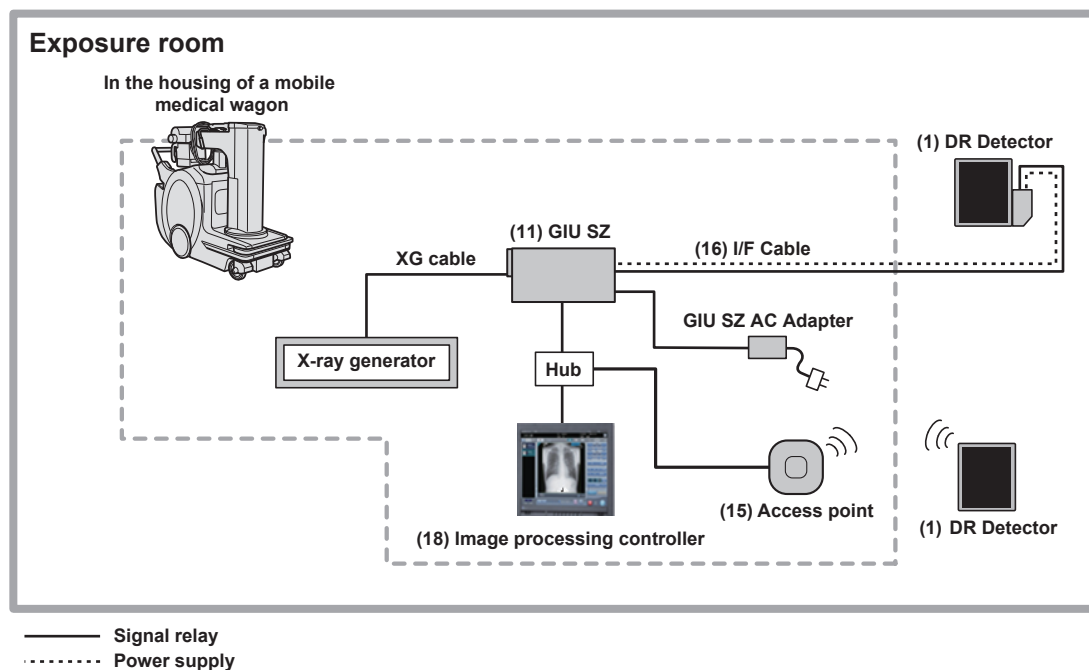 Exposure room
In the housing of a mobile
medical wagon
(1) DR Detector
(11) GIU SZ
XG cable
(16) I/F Cable
GIU SZ AC Adapter
X-ray generator
Hub
(15) Access point
(1) DR Detector
(18) Image processing controller
Signal relay
Power supply